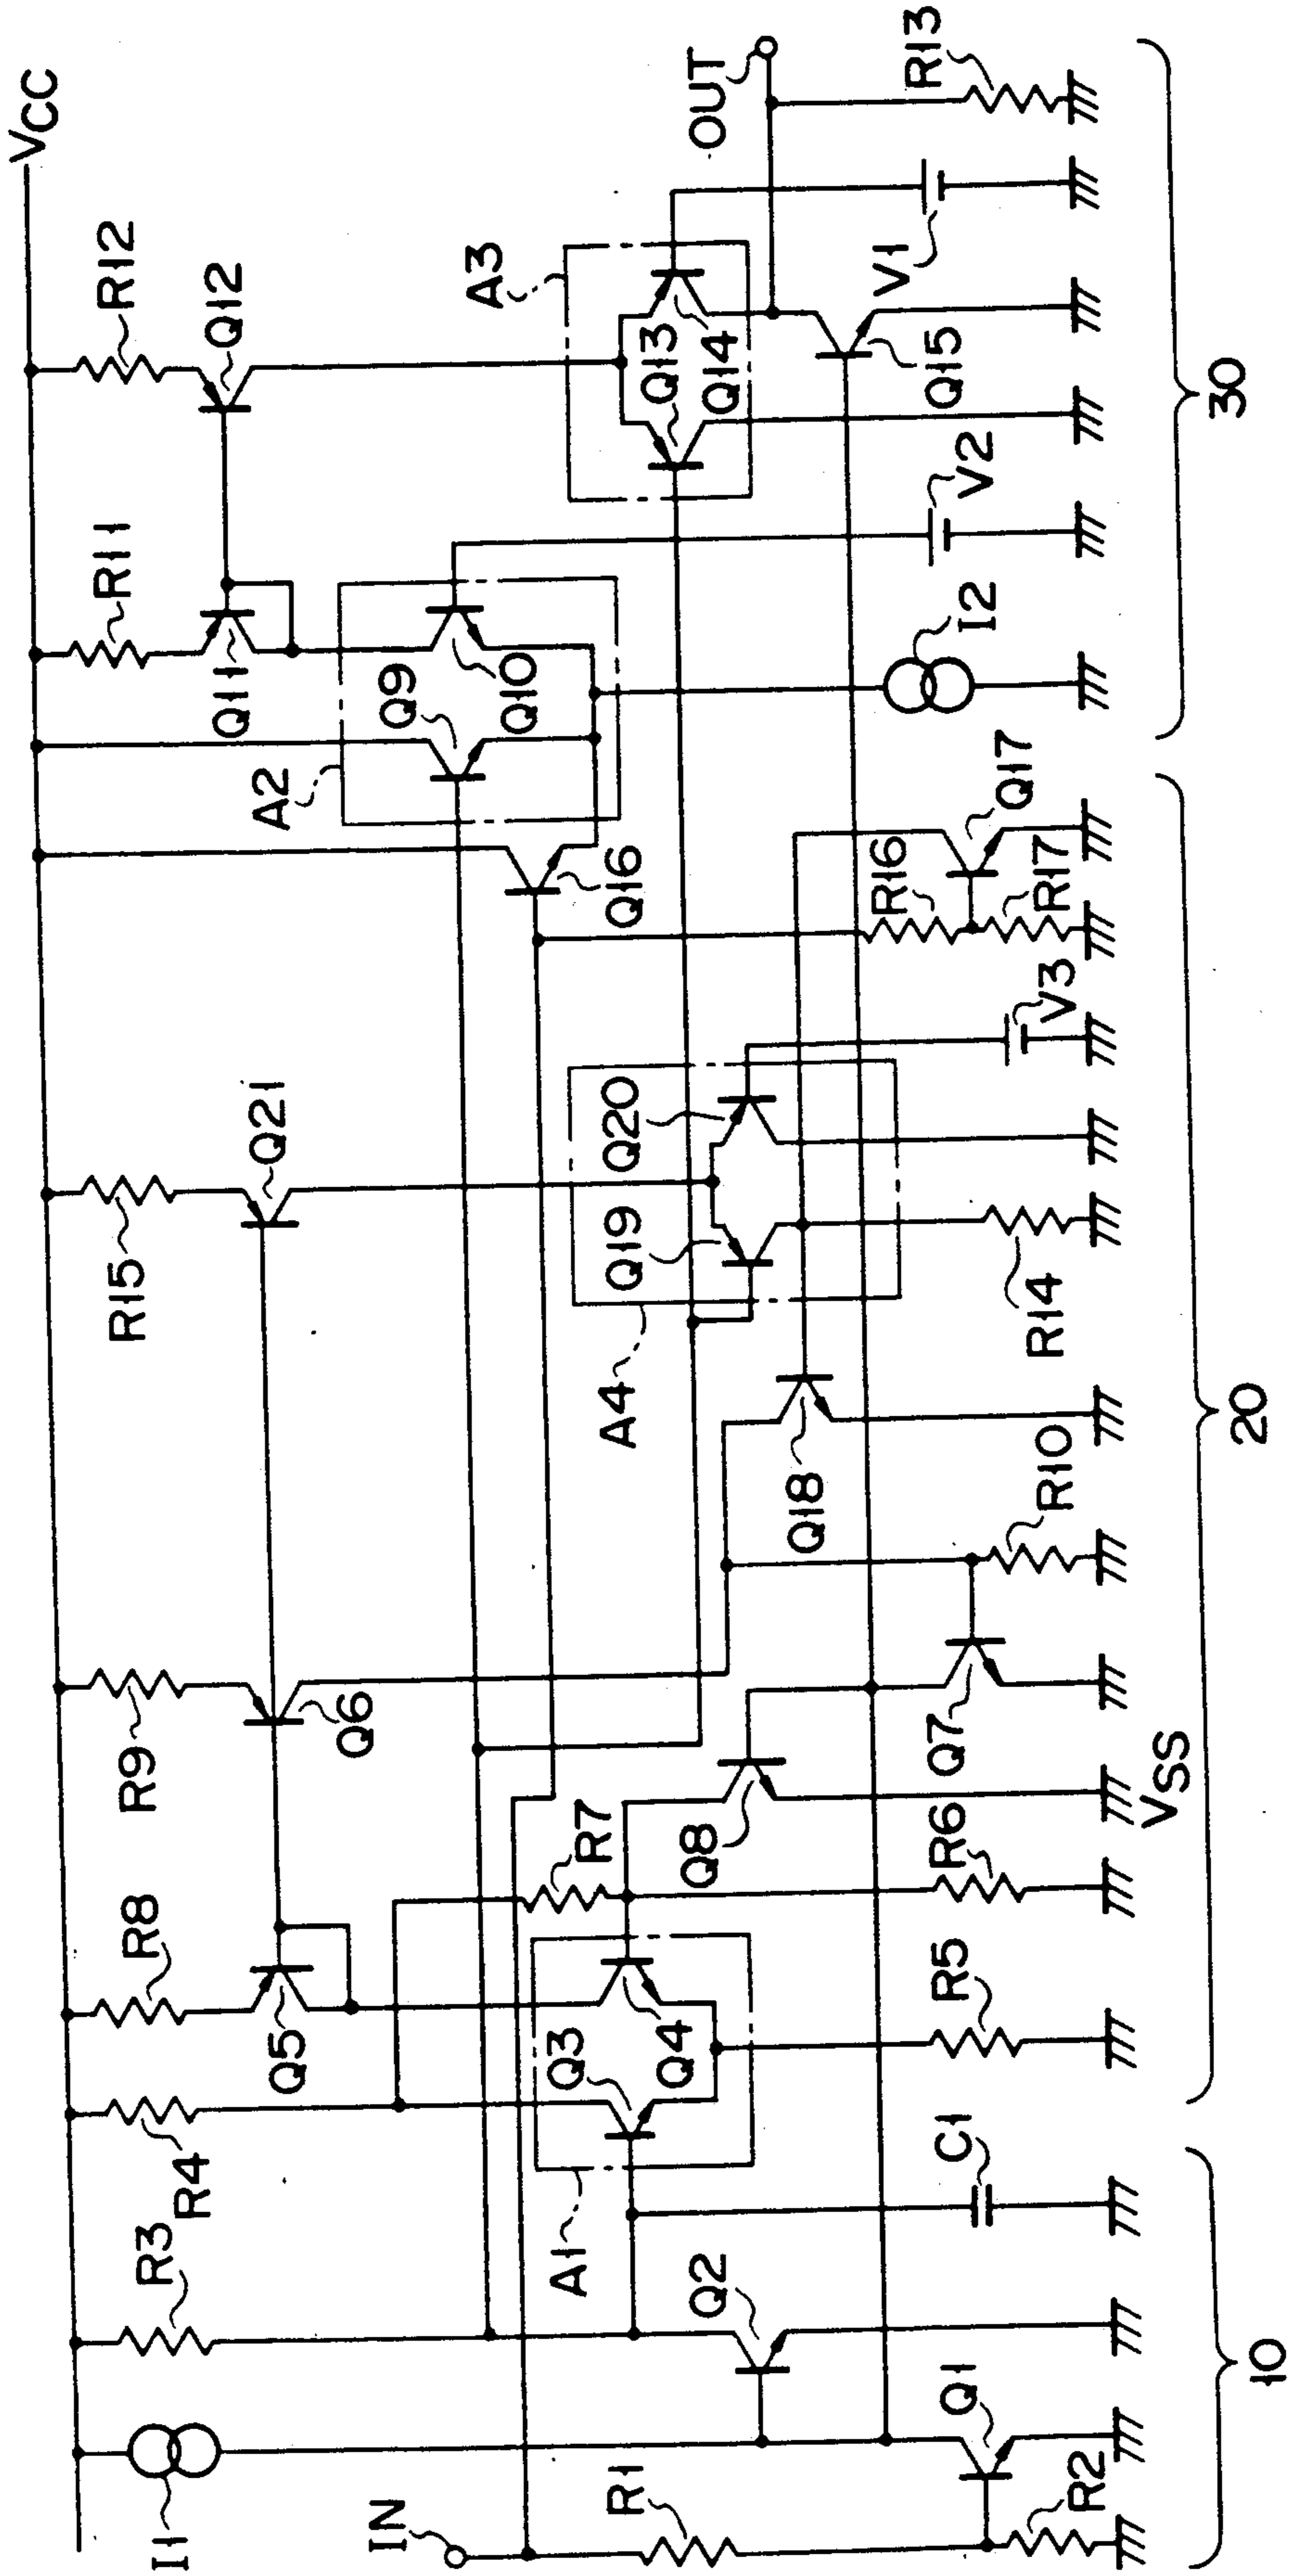 VCC
R12
Q12
R11
Q11
A3
Q13
Q14
OUT
R13
V1
Q15
V2
I2
A2
Q9
Q10
Q16
R16
Q17
R17
30
R15
Q21
A4
Q19
Q20
V3
R14
Q18
R10
R9
Q6
Q7
Q8
VSS
20
R8
Q5
R7
R6
R5
R4
Q3
Q4
A1
R3
C1
Q2
I1
IN
R1
Q1
R2
10